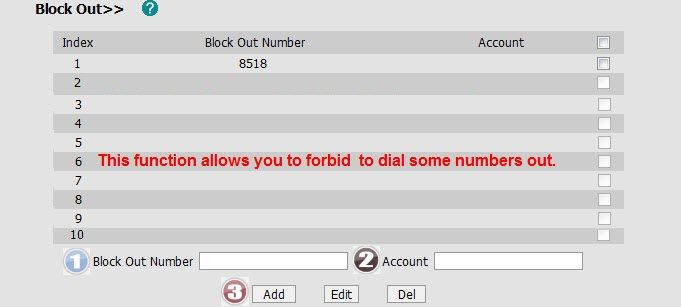 Block Out>> ?
Index Block Out Number Account
1 8518
2
3
4
5
6 This function allows you to forbid to dial some numbers out.
7
8
9
10
1 Block Out Number 2 Account
3 Add Edit Del